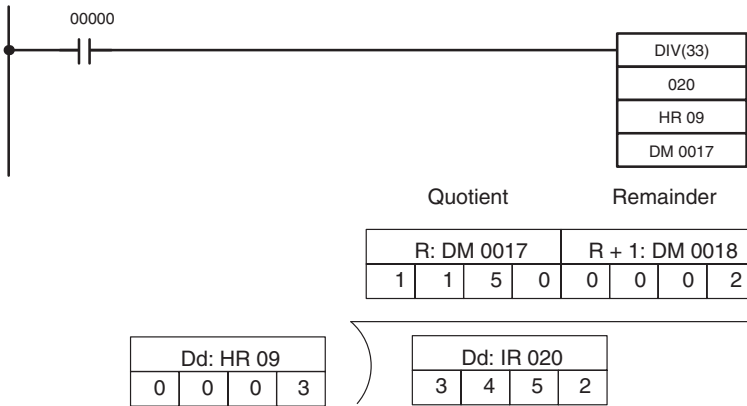 00000
DIV(33)
020
HR 09
DM 0017
Quotient Remainder
R: DM 0017 R + 1: DM 0018
1 1 5 0 0 0 0 2
Dd: HR 09 Dd: IR 020
0 0 0 3 3 4 5 2